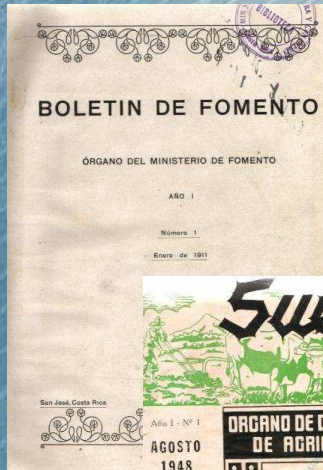 BIBLIOTECA
BOLETIN DE FOMENTO
ÓRGANO DEL MINISTERIO DE FOMENTO
AÑO I
Número 1
Enero de 1911
San José, Costa Rica
Año I - Nº 1
AGOSTO
1948
ORGANO DE D
DE AGRI